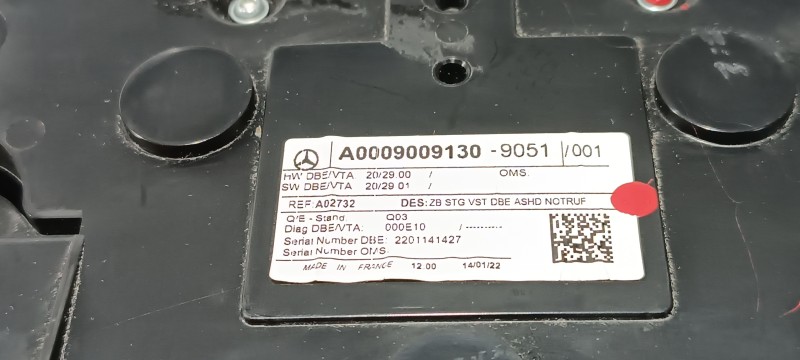 A0009009130 - 9051 /001
HW DBE/VTA 20/29.00 / OMS:
SW DBE/VTA 20/29 01 /
REF:A02732 DES:ZB STG VST DBE ASHD NOTRUF
Q/E - Stand. Q03
Diag DBE/VTA: 000E10 / ----------
Serial Number DBE: 2201141427
Serial Number OMS:
MADE IN FRANCE 12:00 14/01/22